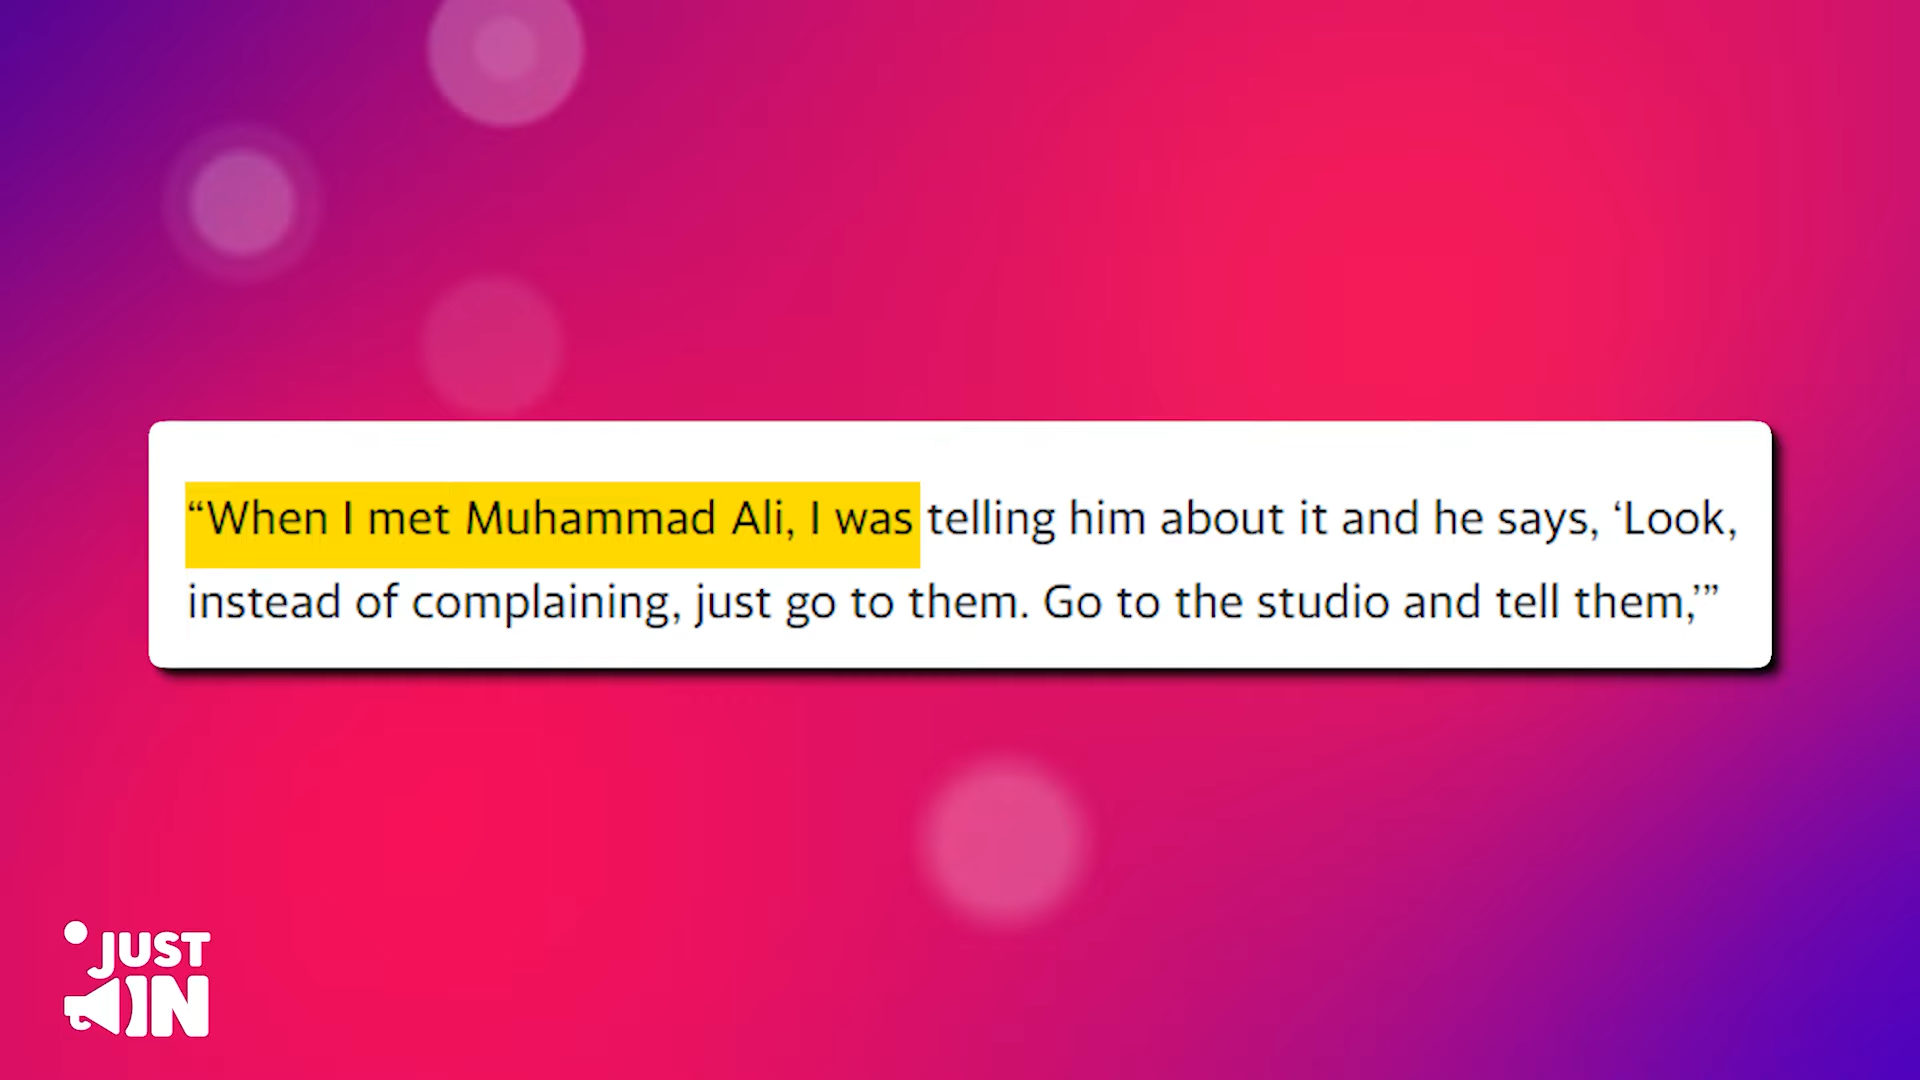 “When I met Muhammad Ali, I was telling him about it and he says, ‘Look,
instead of complaining, just go to them. Go to the studio and tell them,’”
JUST
IN